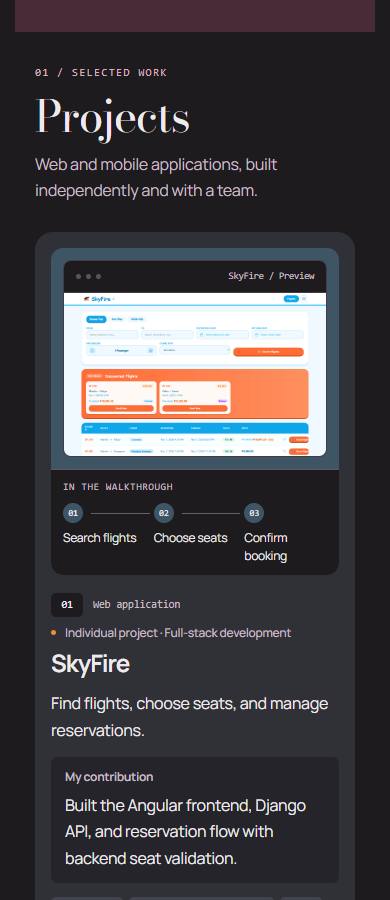 01 / SELECTED WORK
Projects
Web and mobile applications, built
independently and with a team.
SkyFire / Preview
SkyFire
IN THE WALKTHROUGH
01 02 03
Search flights Choose seats Confirm
booking
01 Web application
Individual project · Full-stack development
SkyFire
Find flights, choose seats, and manage
reservations.
My contribution
Built the Angular frontend, Django
API, and reservation flow with
backend seat validation.